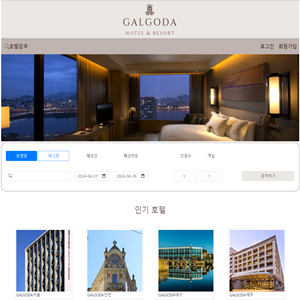 GALGODA
HOTEL & RESORT
호텔검색
로그인 회원가입
호텔명 태그명 체크인 체크아웃 인원수 객실
2024-04-27 2024-04-28 1 1 검색하기
인기 호텔
GALGODA서울 GALGODA인천 GALGODA대구 GALGODA제주